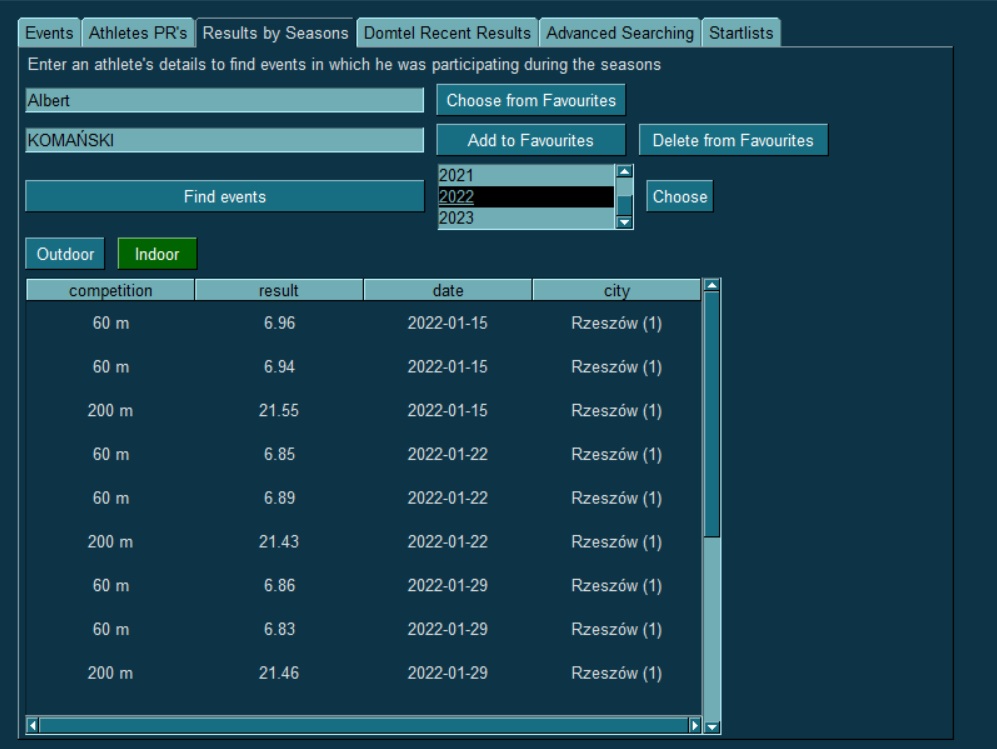 Events Athletes PR's Results by Seasons Domtel Recent Results Advanced Searching Startlists
Enter an athlete's details to find events in which he was participating during the seasons
Albert Choose from Favourites
KOMAŃSKI Add to Favourites Delete from Favourites
2021
Find events 2022 Choose
2023
Outdoor Indoor
competition result date city
60 m 6.96 2022-01-15 Rzeszów (1)
60 m 6.94 2022-01-15 Rzeszów (1)
200 m 21.55 2022-01-15 Rzeszów (1)
60 m 6.85 2022-01-22 Rzeszów (1)
60 m 6.89 2022-01-22 Rzeszów (1)
200 m 21.43 2022-01-22 Rzeszów (1)
60 m 6.86 2022-01-29 Rzeszów (1)
60 m 6.83 2022-01-29 Rzeszów (1)
200 m 21.46 2022-01-29 Rzeszów (1)